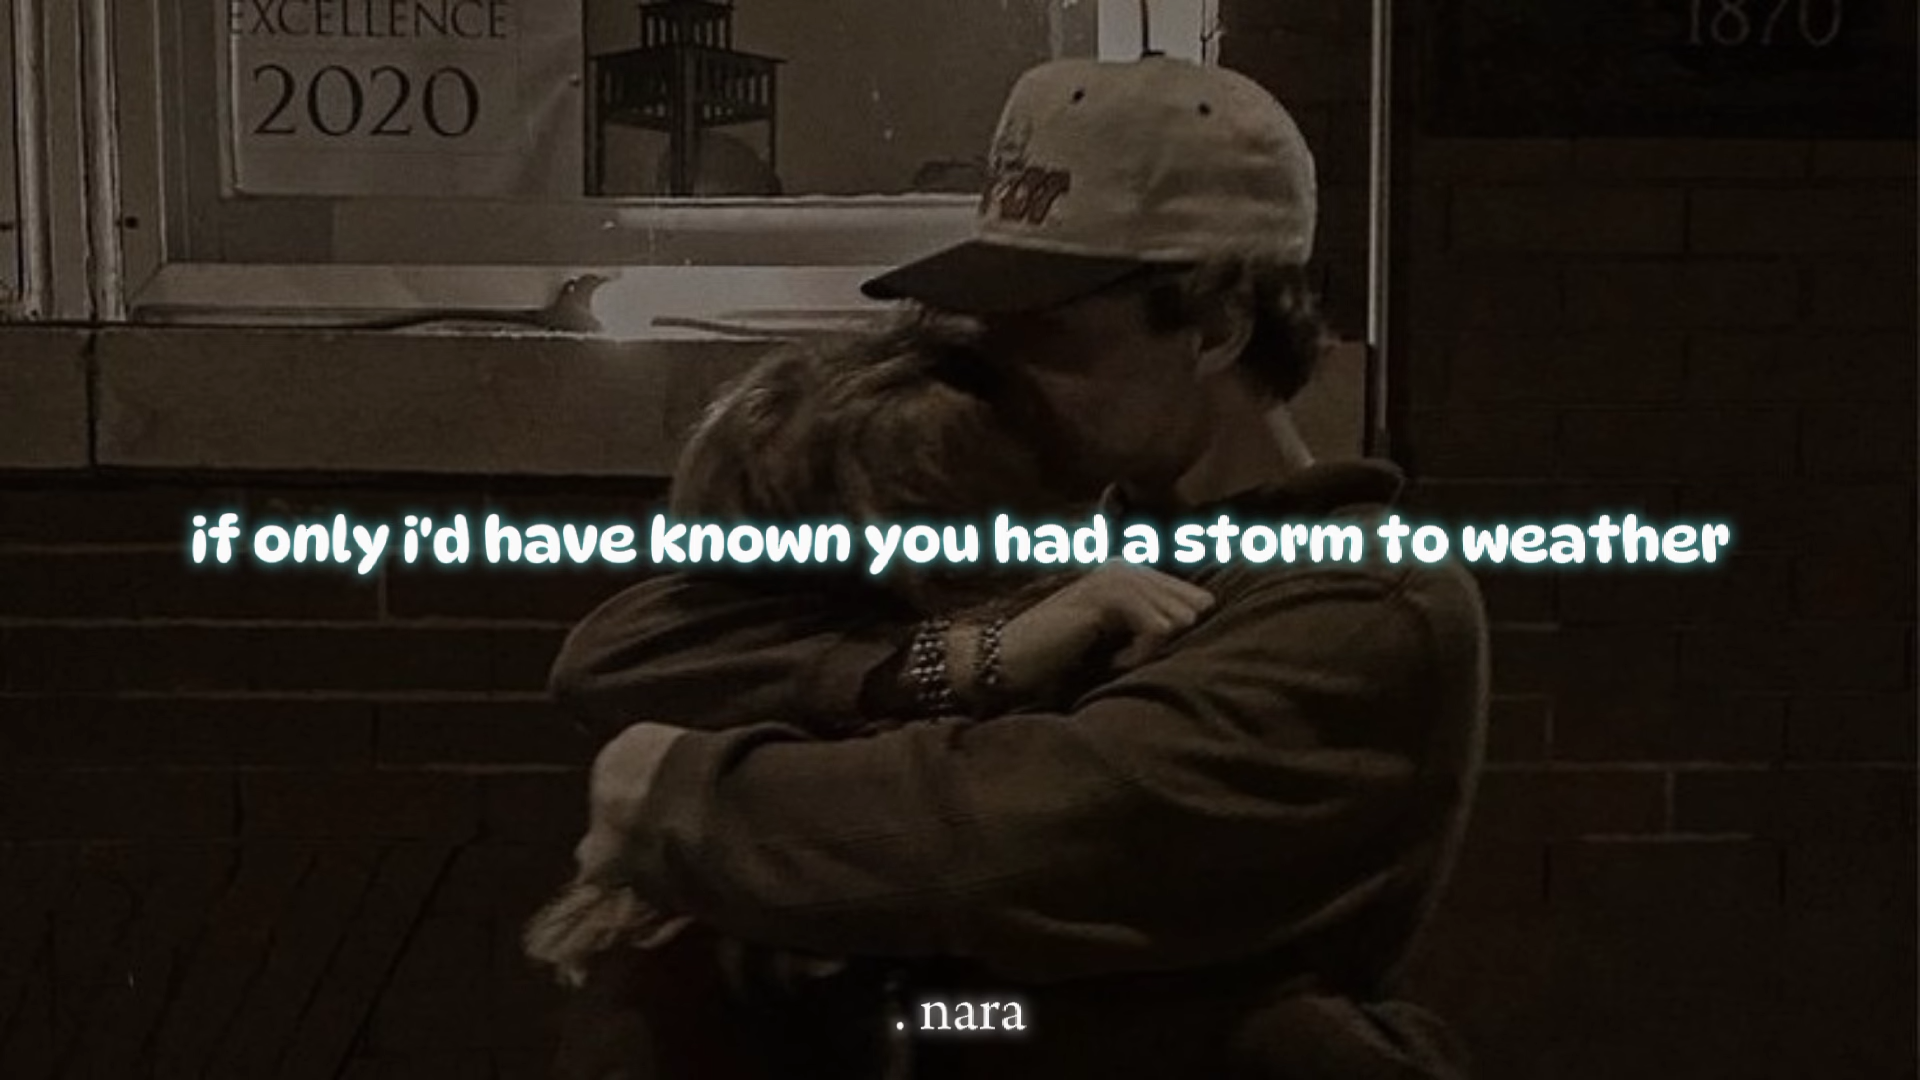 EXCELLENCE
2020
1870
if only i'd have known you had a storm to weather
. nara